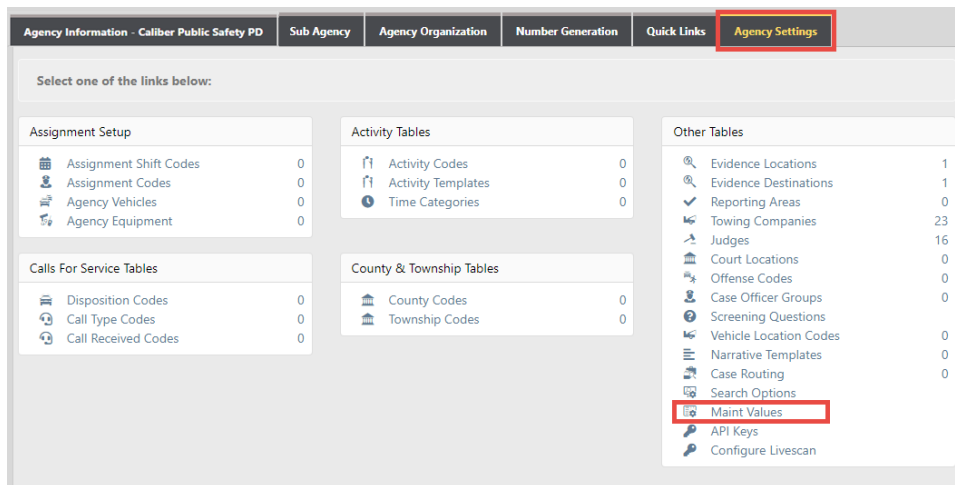 Agency Information - Caliber Public Safety PD Sub Agency Agency Organization Number Generation Quick Links Agency Settings
Select one of the links below:
Assignment Setup
Assignment Shift Codes 0
Assignment Codes 0
Agency Vehicles 0
Agency Equipment 0
Calls For Service Tables
Disposition Codes 0
Call Type Codes 0
Call Received Codes 0
Activity Tables
Activity Codes 0
Activity Templates 0
Time Categories 0
County & Township Tables
County Codes 0
Township Codes 0
Other Tables
Evidence Locations 1
Evidence Destinations 1
Reporting Areas 0
Towing Companies 23
Judges 16
Court Locations 0
Offense Codes 0
Case Officer Groups 0
Screening Questions
Vehicle Location Codes 0
Narrative Templates 0
Case Routing 0
Search Options
Maint Values
API Keys
Configure Livescan